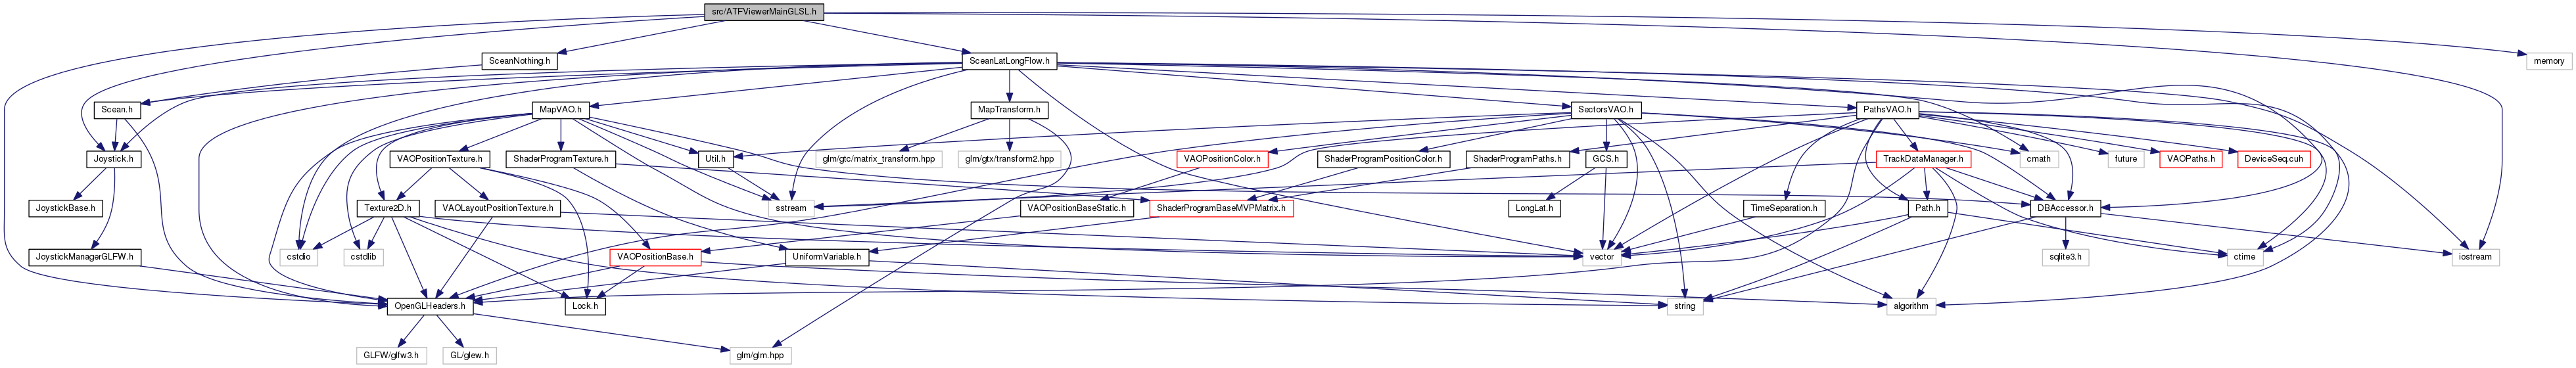 src/ATFViewerMainGLSL.h
SceanNothing.h
SceanLatLongFlow.h
memory
Scean.h
MapVAO.h
MapTransform.h
SectorsVAO.h
PathsVAO.h
Joystick.h
VAOPositionTexture.h
ShaderProgramTexture.h
Util.h
glm/gtc/matrix_transform.hpp
glm/gtx/transform2.hpp
VAOPositionColor.h
ShaderProgramPositionColor.h
GCS.h
ShaderProgramPaths.h
TrackDataManager.h
cmath
future
VAOPaths.h
DeviceSeq.cuh
JoystickBase.h
Texture2D.h
VAOLayoutPositionTexture.h
sstream
VAOPositionBaseStatic.h
ShaderProgramBaseMVPMatrix.h
LongLat.h
TimeSeparation.h
Path.h
DBAccessor.h
JoystickManagerGLFW.h
cstdio
cstdlib
VAOPositionBase.h
UniformVariable.h
vector
sqlite3.h
ctime
iostream
OpenGLHeaders.h
Lock.h
string
algorithm
GLFW/glfw3.h
GL/glew.h
glm/glm.hpp